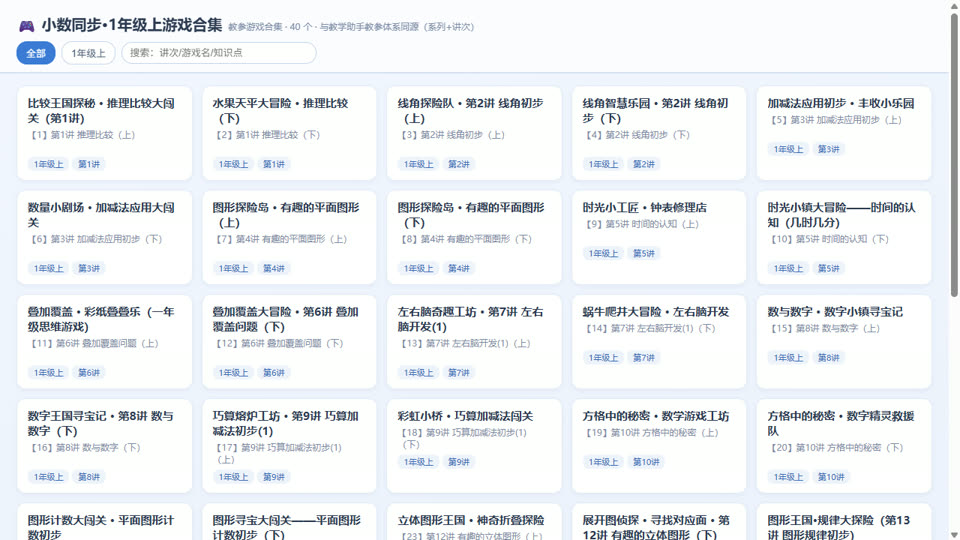 小数同步·1年级上游戏合集 教参游戏合集 · 40 个 · 与教学助手教参体系同源（系列+讲次）
全部 1年级上 搜索：讲次/游戏名/知识点
比较王国探秘·推理比较大闯
关（第1讲）
【1】第1讲 推理比较（上）
1年级上 第1讲
水果天平大冒险·推理比较
（下）
【2】第1讲 推理比较（下）
1年级上 第1讲
线角探险队·第2讲 线角初步
（上）
【3】第2讲 线角初步（上）
1年级上 第2讲
线角智慧乐园·第2讲 线角初
步（下）
【4】第2讲 线角初步（下）
1年级上 第2讲
加减法应用初步·丰收小乐园
【5】第3讲 加减法应用初步（上）
1年级上 第3讲
数量小剧场·加减法应用大闯
关
【6】第3讲 加减法应用初步（下）
1年级上 第3讲
图形探险岛·有趣的平面图形
（上）
【7】第4讲 有趣的平面图形（上）
1年级上 第4讲
图形探险岛·有趣的平面图形
（下）
【8】第4讲 有趣的平面图形（下）
1年级上 第4讲
时光小工匠·钟表修理店
【9】第5讲 时间的认知（上）
1年级上 第5讲
时光小镇大冒险——时间的认
知（几时几分）
【10】第5讲 时间的认知（下）
1年级上 第5讲
叠加覆盖·彩纸叠叠乐（一年
级思维游戏）
【11】第6讲 叠加覆盖问题（上）
1年级上 第6讲
叠加覆盖大冒险·第6讲 叠加
覆盖问题（下）
【12】第6讲 叠加覆盖问题（下）
1年级上 第6讲
左右脑奇趣工坊·第7讲 左右
脑开发(1)
【13】第7讲 左右脑开发(1)（上）
1年级上 第7讲
蜗牛爬井大冒险·左右脑开发
【14】第7讲 左右脑开发(1)（下）
1年级上 第7讲
数与数字·数字小镇寻宝记
【15】第8讲 数与数字（上）
1年级上 第8讲
数字王国寻宝记·第8讲 数与
数字（下）
【16】第8讲 数与数字（下）
1年级上 第8讲
巧算熔炉工坊·第9讲 巧算加
减法初步(1)
【17】第9讲 巧算加减法初步(1)
（上）
1年级上 第9讲
彩虹小桥·巧算加减法闯关
【18】第9讲 巧算加减法初步(1)
（下）
1年级上 第9讲
方格中的秘密·数学游戏工坊
【19】第10讲 方格中的秘密（上）
1年级上 第10讲
方格中的秘密·数字精灵救援
队
【20】第10讲 方格中的秘密（下）
1年级上 第10讲
图形计数大闯关·平面图形计
数初步
图形寻宝大闯关——平面图形
计数初步（下）
立体图形王国·神奇折叠探险
【23】第12讲 有趣的立体图形（上）
展开图侦探·寻找对应面·第
12讲 有趣的立体图形（下）
图形王国·规律大探险（第13
讲 图形规律初步）